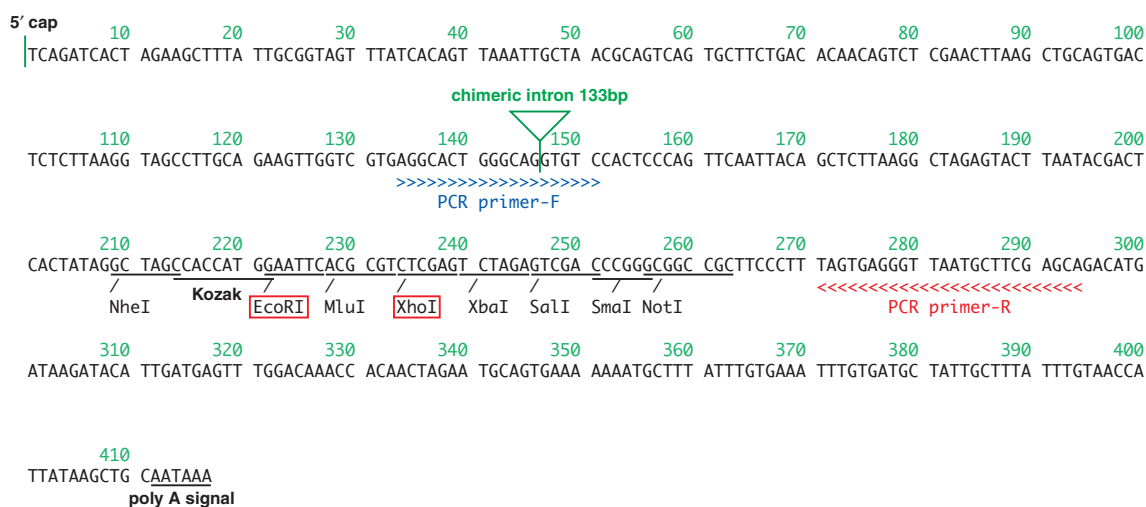 5′ cap
10 20 30 40 50 60 70 80 90 100
TCAGATCACT AGAAGCTTTA TTGCGGTAGT TTATCACAGT TAAATTGCTA ACGCAGTCAG TGCTTCTGAC ACAACAGTCT CGAACTTAAG CTGCAGTGAC
chimeric intron 133bp
110 120 130 140 150 160 170 180 190 200
TCTCTTAAGG TAGCCTTGCA GAAGTTGGTC GTGAGGCACT GGGCAGGTGT CCACTCCCAG TTCAATTACA GCTCTTAAGG CTAGAGTACT TAATACGACT
>>>>>>>>>>>>>>>>>>
PCR primer-F
210 220 230 240 250 260 270 280 290 300
CACTATAGGC TAGCCACCAT GGAATTCACG CGTCTCGAGT CTAGAGTCGA CCCGGGCGGC CGCTTCCCTT TAGTGAGGGT TAATGCTTCG AGCAGACATG
NheI Kozak EcoRI MluI XhoI XbaI SalI SmaI NotI
<<<<<<<<<<<<<<<<<<<<<<<<
PCR primer-R
310 320 330 340 350 360 370 380 390 400
ATAAGATACA TTGATGAGTT TGGACAAACC ACAACTAGAA TGCAGTGAAA AAAATGCTTT ATTTGTGAAA TTTGTGATGC TATTGCTTTA TTTGTAACCA
410
TTATAAGCTG CAATAAA
poly A signal